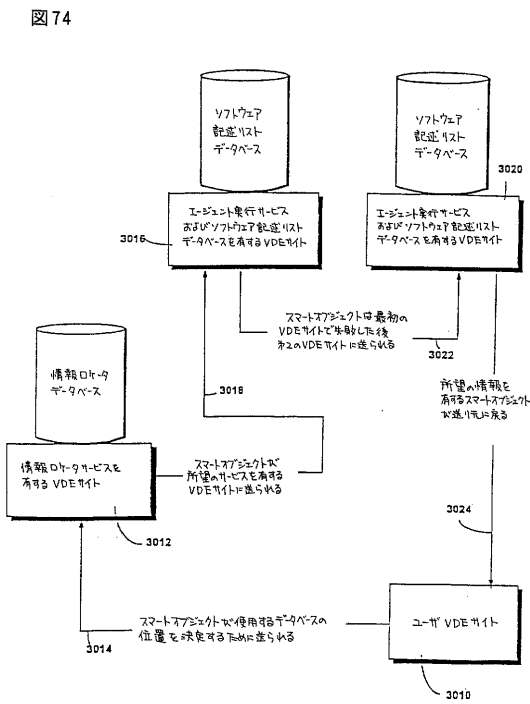 図74
ソフトウェア
記述リスト
データベース
ソフトウェア
記述リスト
データベース
3020
エージェント実行サービス
およびソフトウェア記述リスト
データベースを有するVDEサイト
3016
エージェント実行サービス
およびソフトウェア記述リスト
データベースを有するVDEサイト
スマートオブジェクトは最初の
VDEサイトで失敗した後
第2のVDEサイトに送られる
3022
情報ロケータ
データベース
3018
所望の情報を
有するスマートオブジェクト
が送り元に戻る
情報ロケータサービスを
有するVDEサイト
スマートオブジェクトが
所望のサービスを有する
VDEサイトに送られる
3012
3024
スマートオブジェクトが使用するデータベースの
位置を決定するために送られる
3014
ユーザVDEサイト
3010